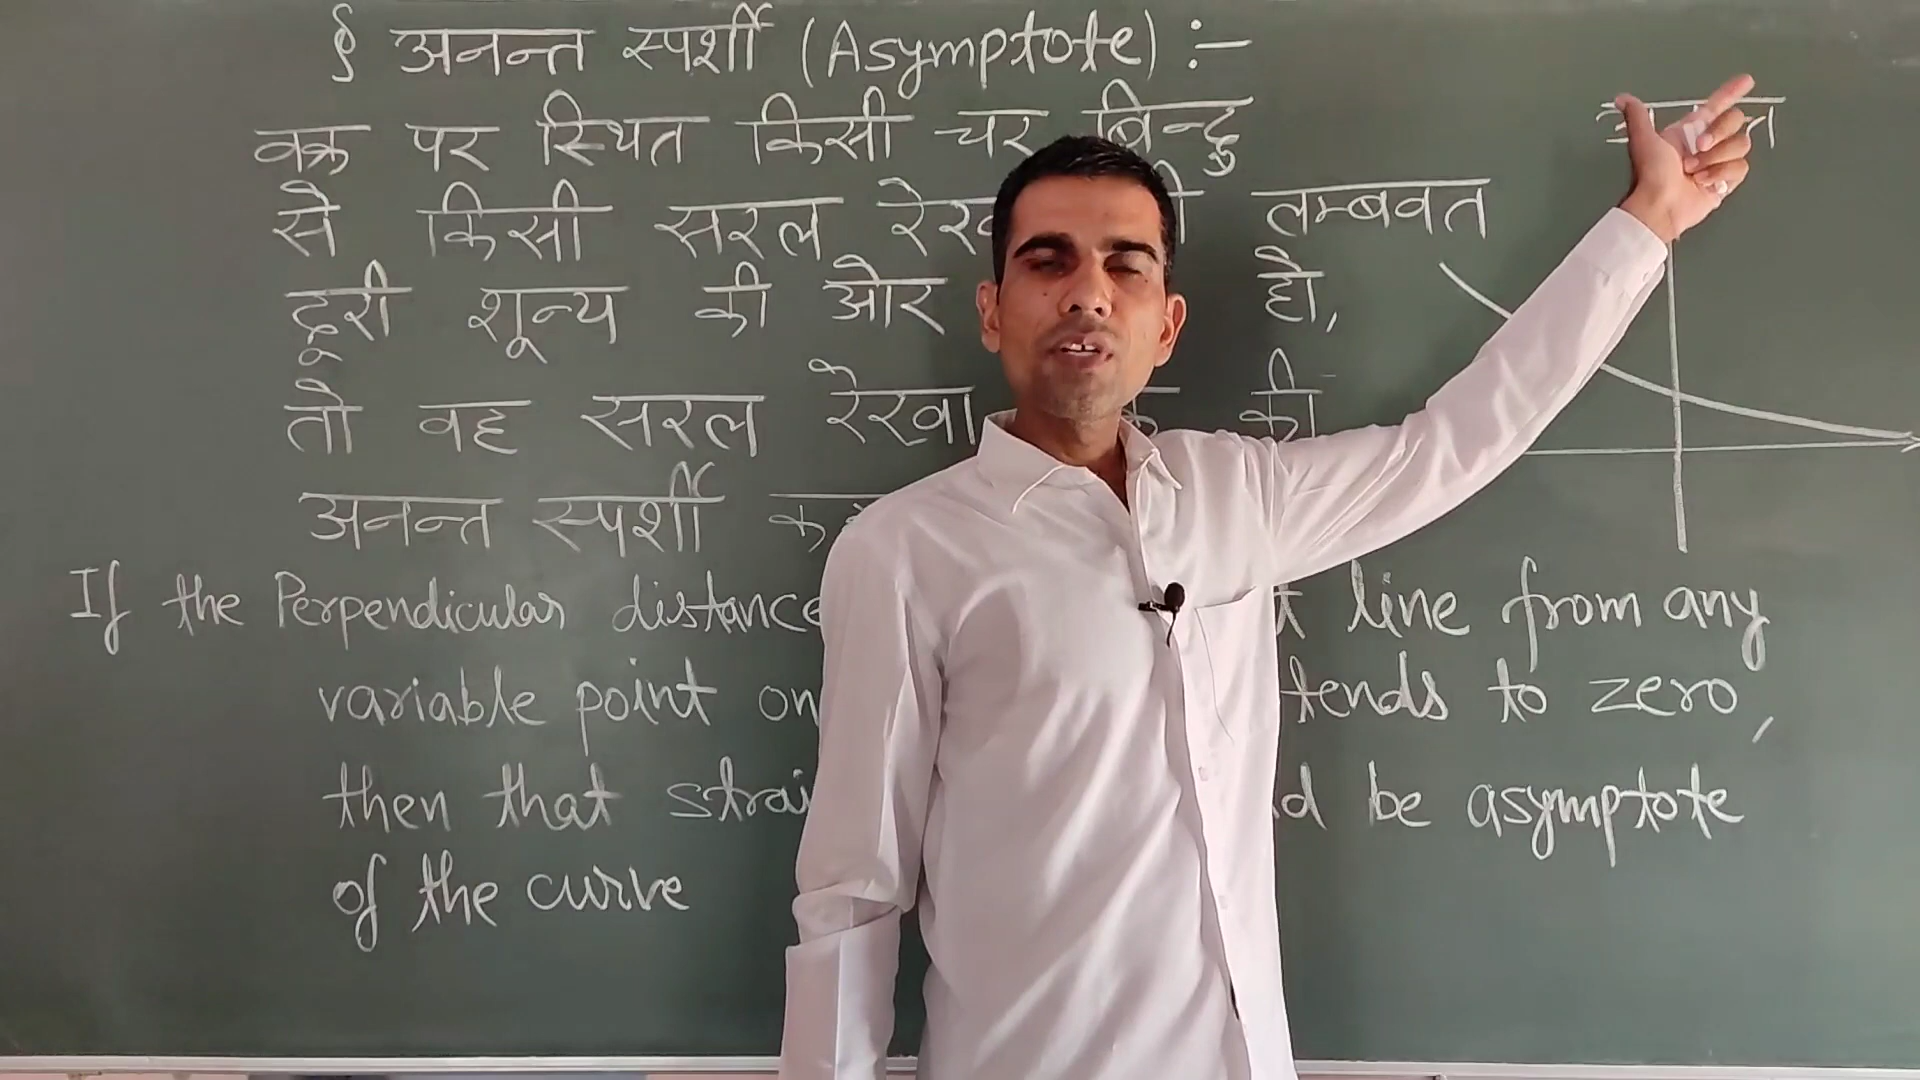 § अनन्त स्पर्शी (Asymptote) :-
वक्र पर स्थित किसी चर बिन्दु
से किसी सरल लम्बवत
दूरी शून्य की और हो,
तो वह सरल रेखा की
अनन्त स्पर्शी
If the Perpendicular distance line from any
variable point on tends to zero,
then that be asymptote
of the curve